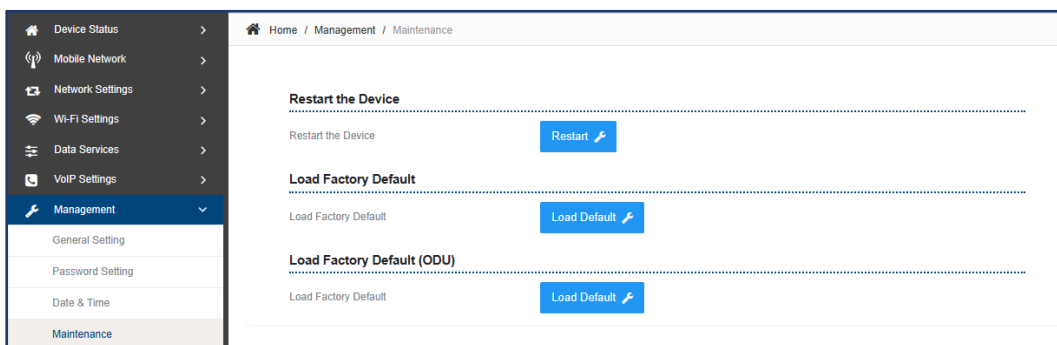 Device Status
Mobile Network
Network Settings
Wi-Fi Settings
Data Services
VoIP Settings
Management
General Setting
Password Setting
Date & Time
Maintenance
Home / Management / Maintenance
Restart the Device
Restart the Device
Restart
Load Factory Default
Load Factory Default
Load Default
Load Factory Default (ODU)
Load Factory Default
Load Default